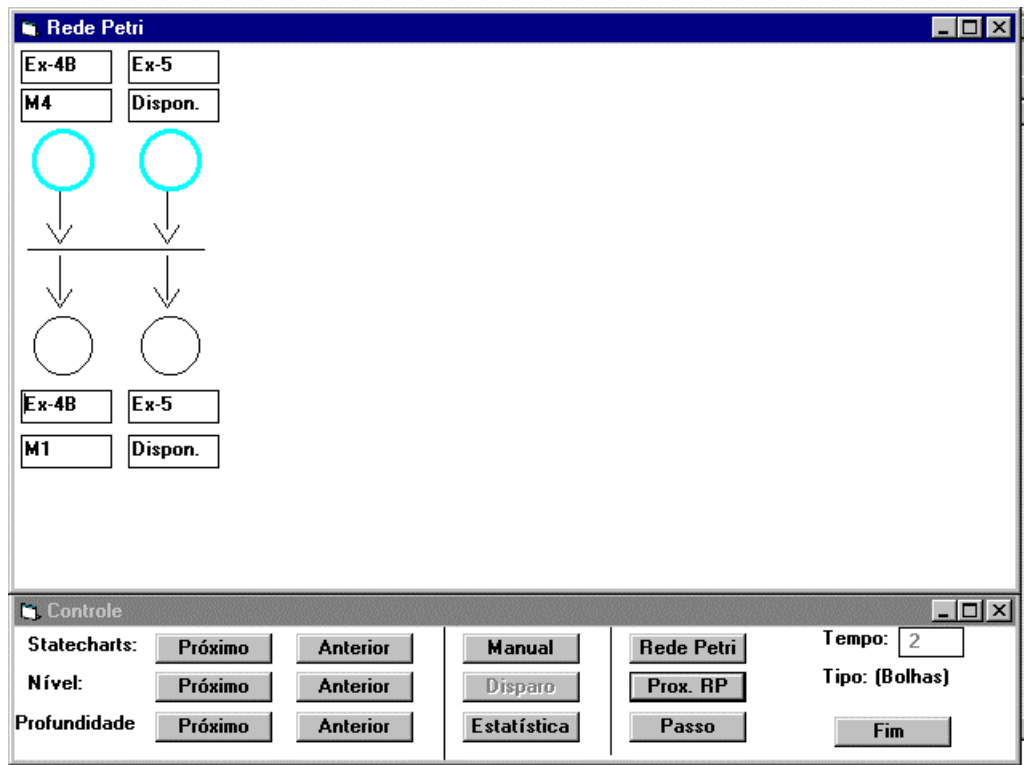 Rede Petri
Ex-4B Ex-5
M4 Dispon.
Ex-4B Ex-5
M1 Dispon.
Controle
Statecharts: Próximo Anterior Manual Rede Petri Tempo: 2
Nível: Próximo Anterior Disparo Prox. RP Tipo: (Bolhas)
Profundidade Próximo Anterior Estatística Passo Fim